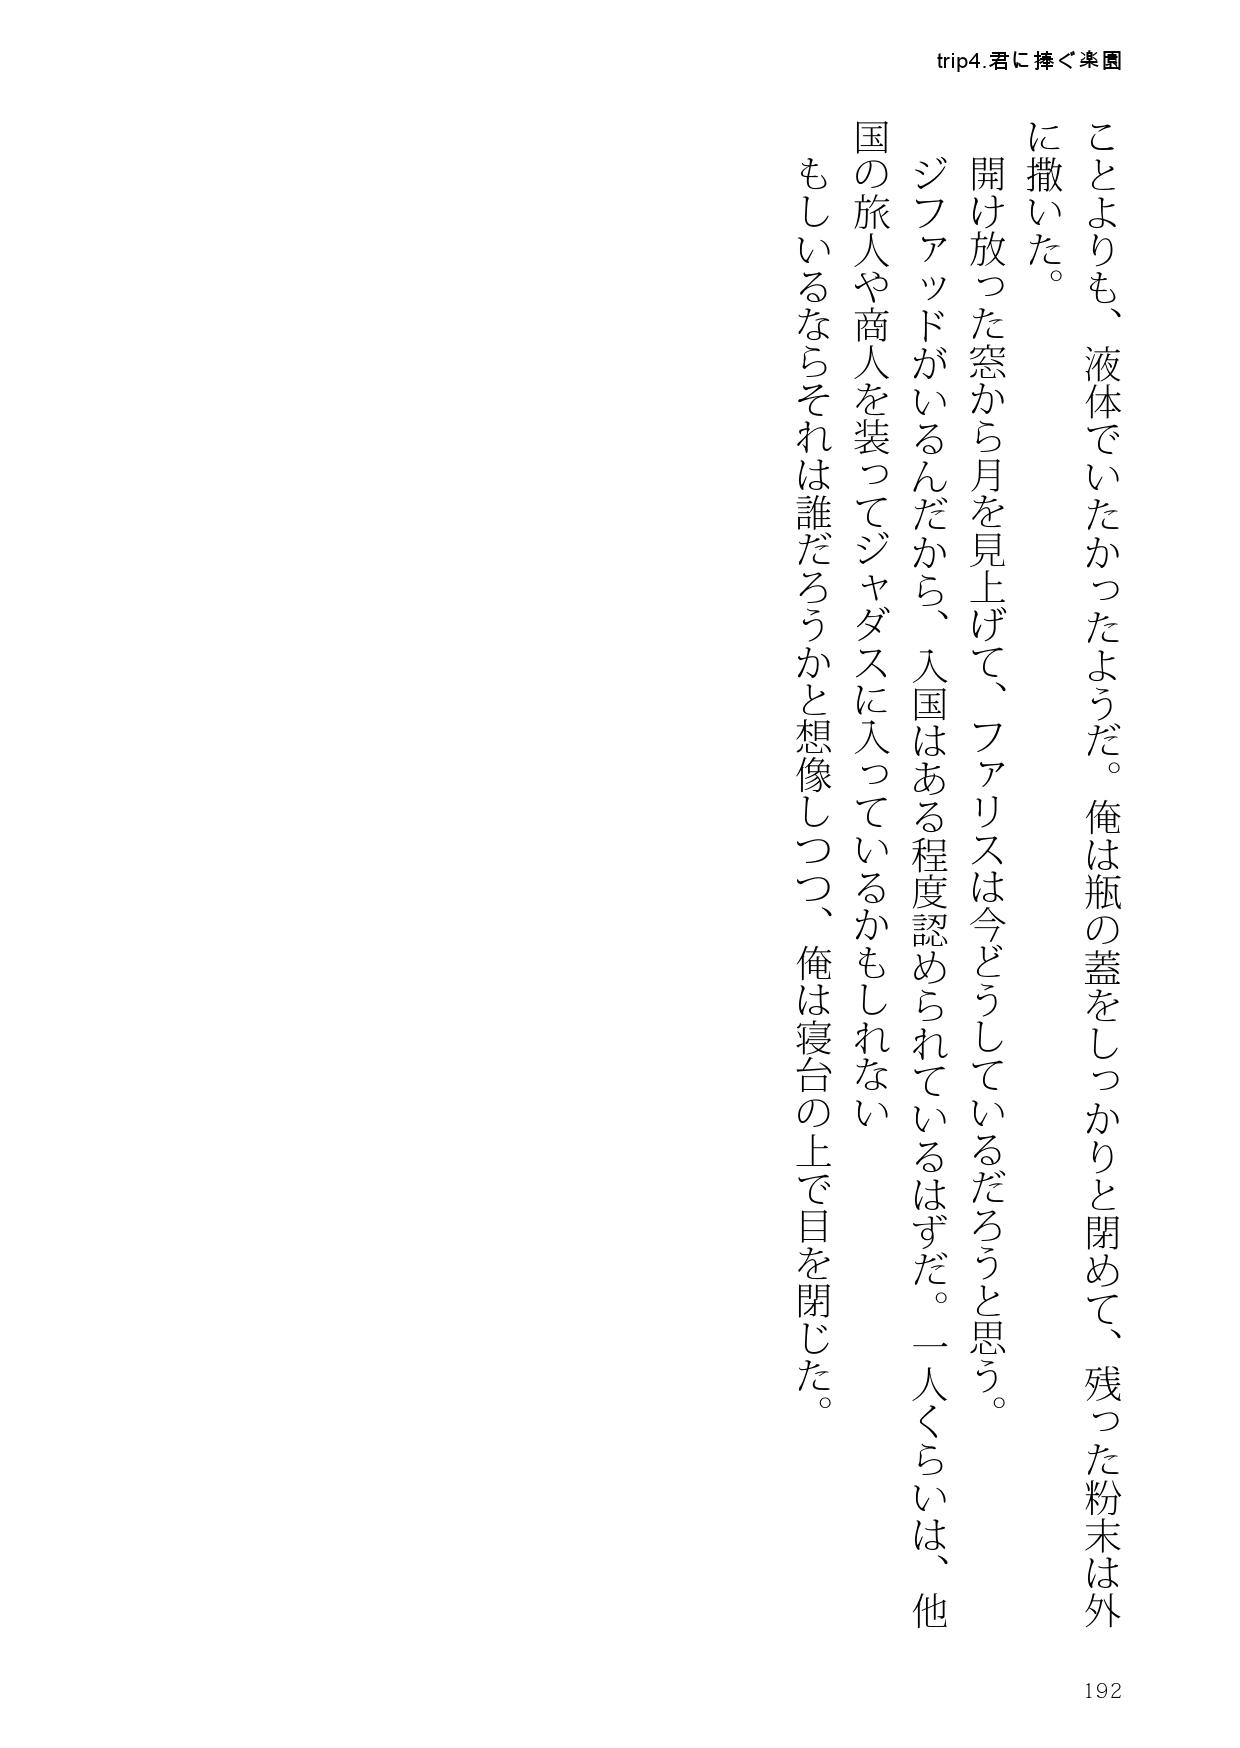 trip4.君に捧ぐ楽園
ことよりも、液体でいたかったようだ。俺は瓶の蓋をしっかりと閉めて、残った粉末は外
に撒いた。
開け放った窓から月を見上げて、ファリスは今どうしているだろうと思う。
ジファッドがいるんだから、入国はある程度認められているはずだ。一人くらいは、他
国の旅人や商人を装ってジャダスに入っているかもしれない
もしいるならそれは誰だろうかと想像しつつ、俺は寝台の上で目を閉じた。
192